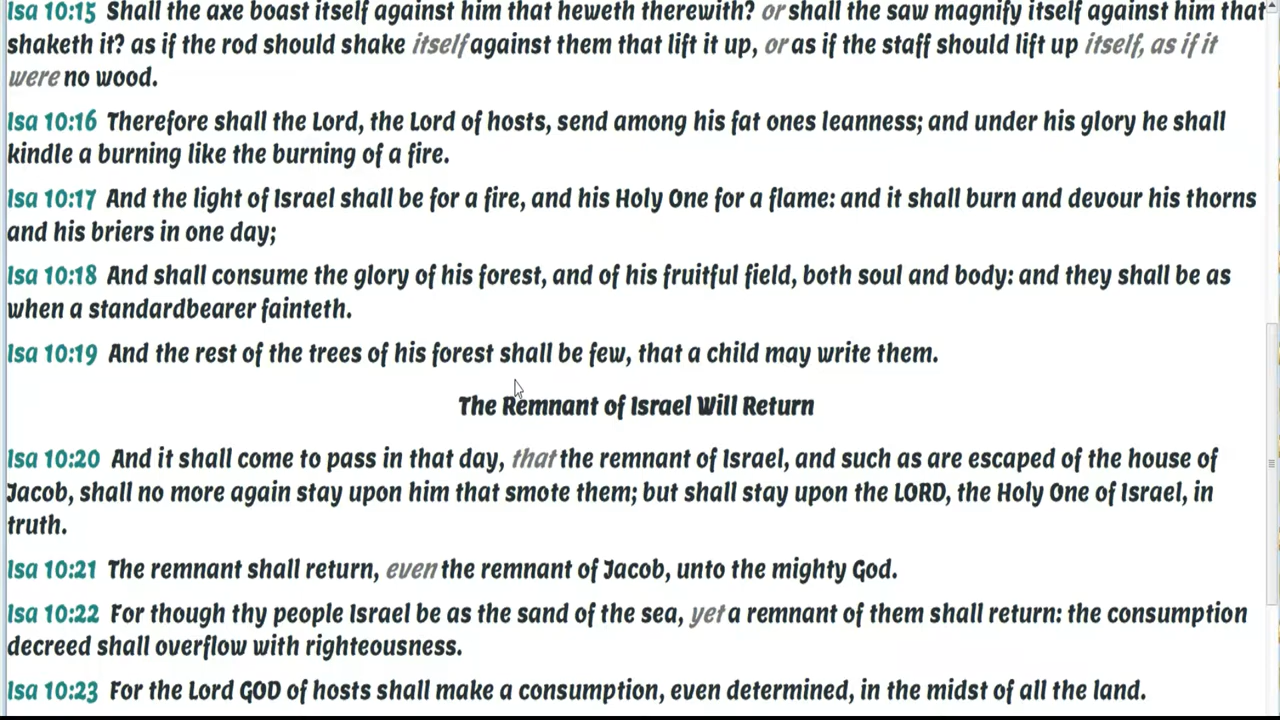 Isa 10:15 Shall the axe boast itself against him that heweth therewith? or shall the saw magnify itself against him that
shaketh it? as if the rod should shake itself against them that lift it up, or as if the staff should lift up itself, as if it
were no wood.
Isa 10:16 Therefore shall the Lord, the Lord of hosts, send among his fat ones leanness; and under his glory he shall
kindle a burning like the burning of a fire.
Isa 10:17 And the light of Israel shall be for a fire, and his Holy One for a flame: and it shall burn and devour his thorns
and his briers in one day;
Isa 10:18 And shall consume the glory of his forest, and of his fruitful field, both soul and body: and they shall be as
when a standardbearer fainteth.
Isa 10:19 And the rest of the trees of his forest shall be few, that a child may write them.
The Remnant of Israel Will Return
Isa 10:20 And it shall come to pass in that day, that the remnant of Israel, and such as are escaped of the house of
Jacob, shall no more again stay upon him that smote them; but shall stay upon the LORD, the Holy One of Israel, in
truth.
Isa 10:21 The remnant shall return, even the remnant of Jacob, unto the mighty God.
Isa 10:22 For though thy people Israel be as the sand of the sea, yet a remnant of them shall return: the consumption
decreed shall overflow with righteousness.
Isa 10:23 For the Lord GOD of hosts shall make a consumption, even determined, in the midst of all the land.